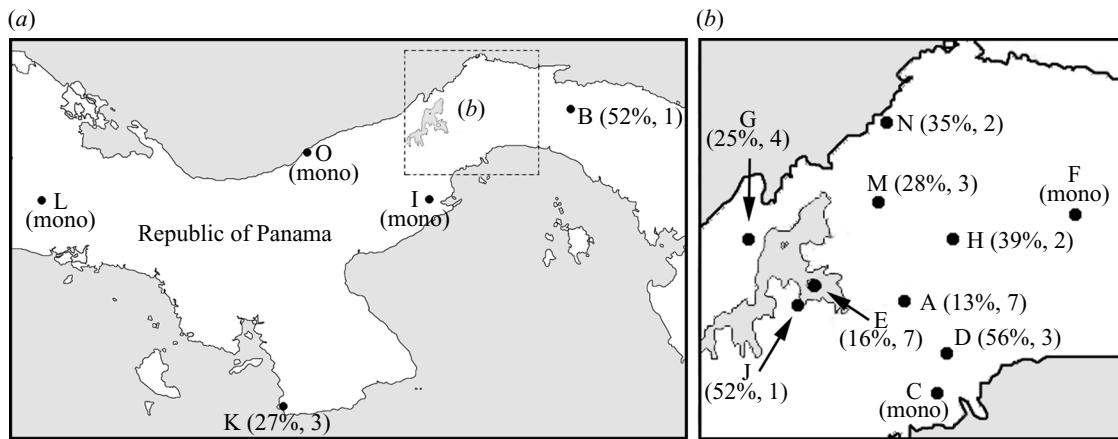 (a)
(b)
B (52%, 1)
O
(mono)
L
(mono)
I
(mono)
Republic of Panama
K (27%, 3)
(b)
G
(25%, 4)
N (35%, 2)
M (28%, 3)
F
(mono)
H (39%, 2)
A (13%, 7)
E
(16%, 7)
D (56%, 3)
J
(52%, 1)
C
(mono)